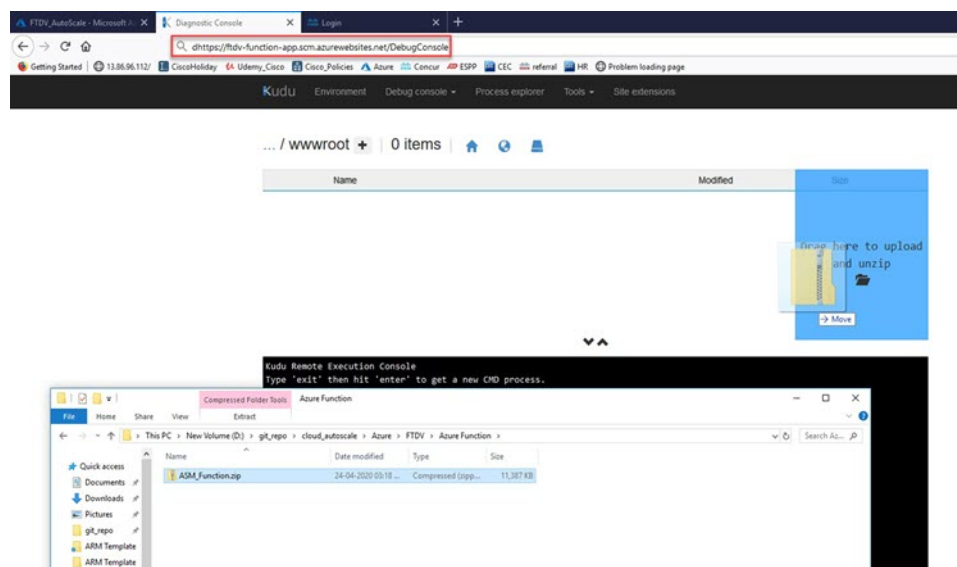 FTDV_AutoScale - Microsoft A
Diagnostic Console
Login
dhttps://ftdv-function-app.scm.azurewebsites.net/DebugConsole
Getting Started
13.86.96.112/
CiscoHoliday
Udemy_Cisco
Cisco_Policies
Azure
Concur
ESPP
CEC
referral
HR
Problem loading page
Kudu Environment Debug console Process explorer Tools Site extensions
... / wwwroot + | 0 items
Name Modified Size
Drag here to upload
and unzip
Move
Kudu Remote Execution Console
Type 'exit' then hit 'enter' to get a new CMD process.
Compressed Folder Tools Azure Function
File Home Share View Extract
This PC > New Volume (D:) > git_repo > cloud_autoscale > Azure > FTDV > Azure Function >
Search Az...
Name Date modified Type Size
Quick access
ASM_Function.zip 24-04-2020 03:18 ... Compressed (zipp... 11,387 KB
Documents
Downloads
Pictures
git_repo
ARM Template
ARM Template